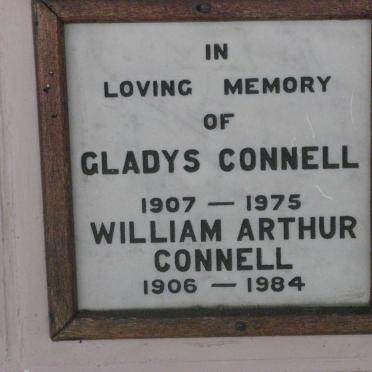 IN
LOVING MEMORY
OF
GLADYS CONNELL
1907 — 1975
WILLIAM ARTHUR
CONNELL
1906 — 1984